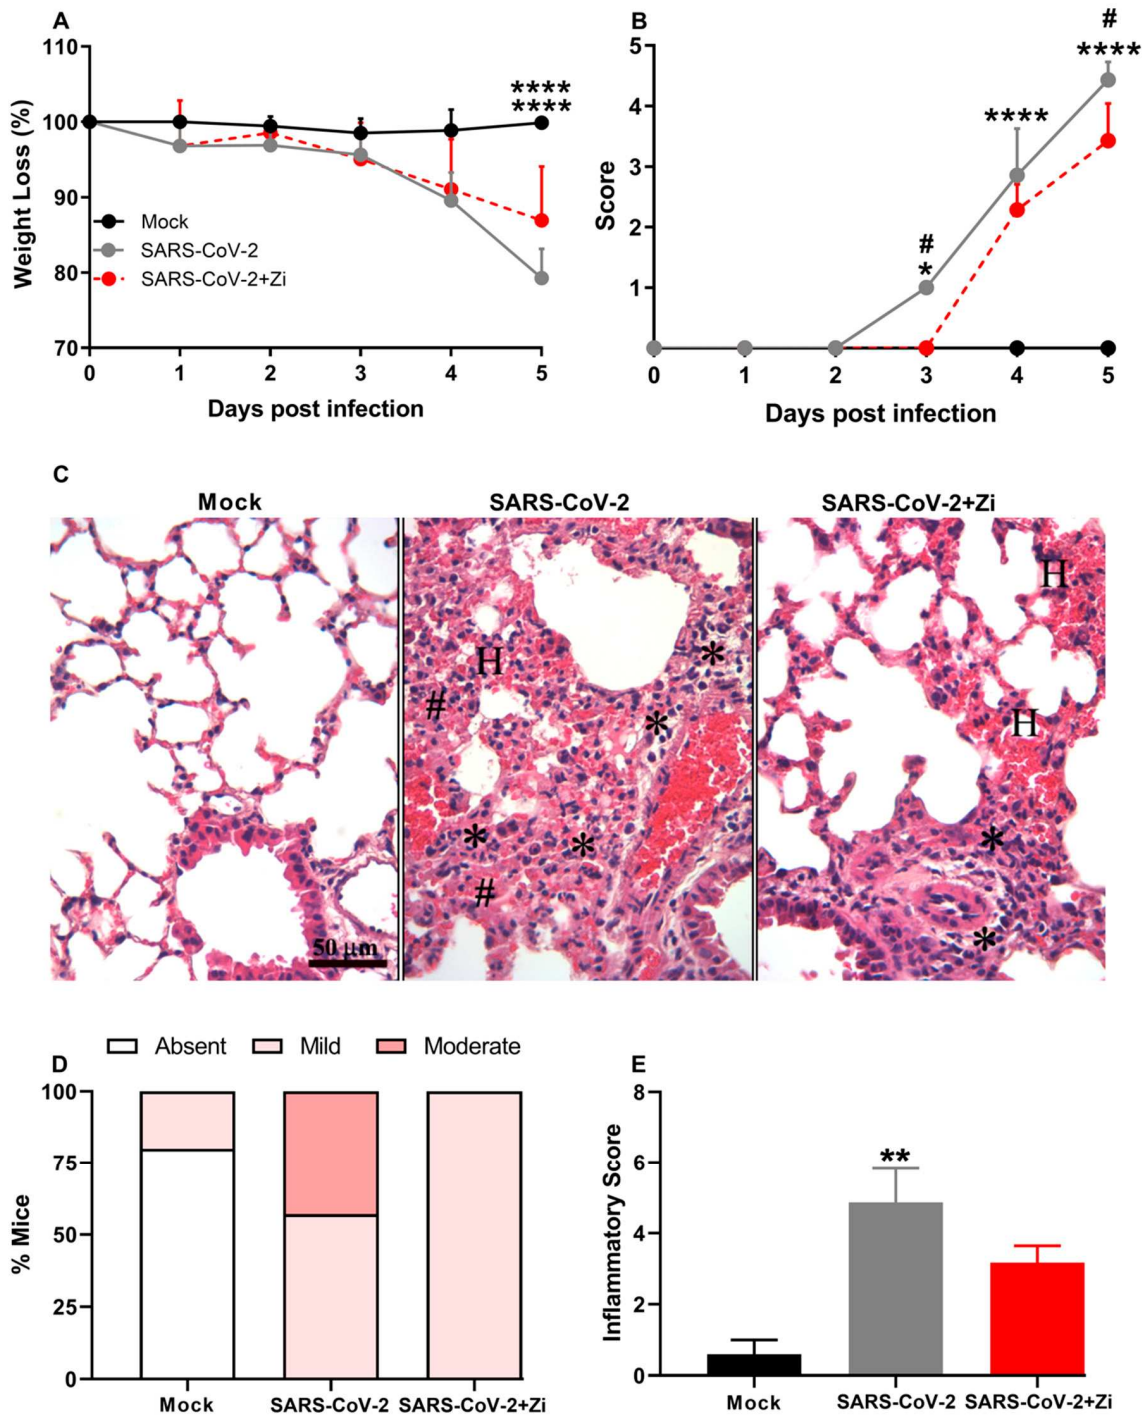 A
110
100
90
80
70
Weight Loss (%)
****
****
Mock
SARS-CoV-2
SARS-CoV-2+Zi
0 1 2 3 4 5
Days post infection
B
5
4
3
2
1
Score
#
****
****
#
*
0 1 2 3 4 5
Days post infection
C
Mock SARS-CoV-2 SARS-CoV-2+Zi
H
*
H
#
*
H
*
*
*
*
#
*
50 µm
Absent Mild Moderate
D
100
75
50
25
0
% Mice
Mock SARS-CoV-2 SARS-CoV-2+Zi
E
8
6
4
2
0
Inflammatory Score
**
Mock SARS-CoV-2 SARS-CoV-2+Zi